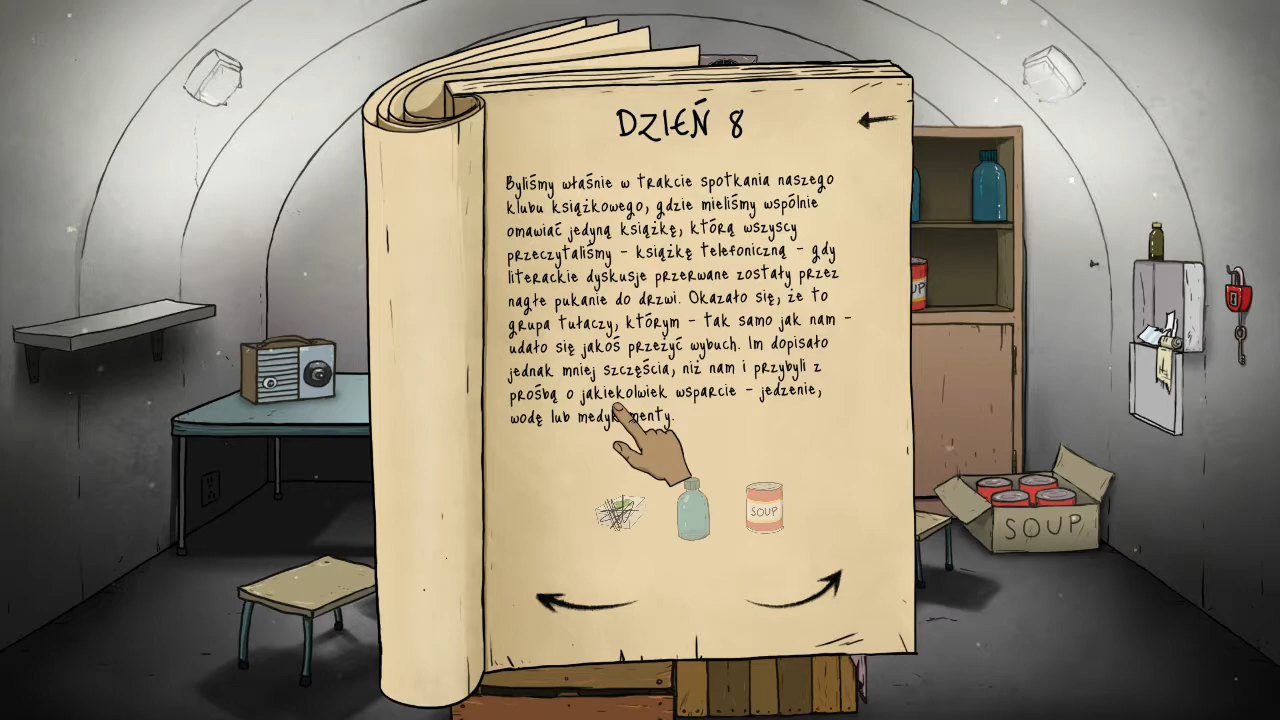 DZIEŃ 8
Byliśmy właśnie w trakcie spotkania naszego
klubu książkowego, gdzie mieliśmy wspólnie
omawiać jedyną książkę, którą wszyscy
przeczytaliśmy - książkę telefoniczną - gdy
literackie dyskusje przerwane zostały przez
nagłe pukanie do drzwi. Okazało się, że to
grupa tułaczy, którym - tak samo jak nam -
udało się jakoś przeżyć wybuch. Im dopisało
jednak mniej szczęścia, niż nam i przybyli z
prośbą o jakiekolwiek wsparcie - jedzenie,
wodę lub medykamenty.
SOUP
UP
SOUP